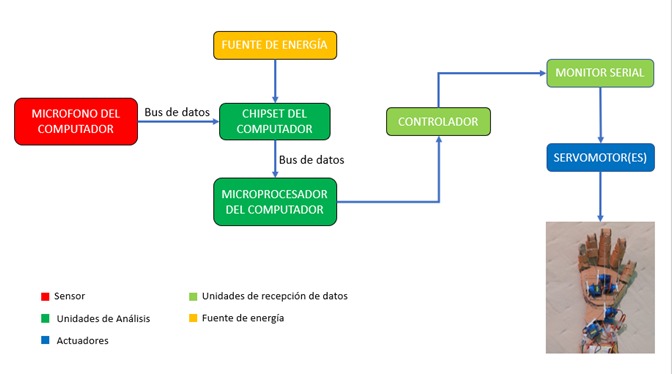 FUENTE DE ENERGÍA
MONITOR SERIAL
MICROFONO DEL
COMPUTADOR
Bus de datos
CHIPSET DEL
COMPUTADOR
CONTROLADOR
Bus de datos
SERVOMOTOR(ES)
MICROPROCESADOR
DEL COMPUTADOR
Sensor
Unidades de recepción de datos
Unidades de Análisis
Fuente de energía
Actuadores